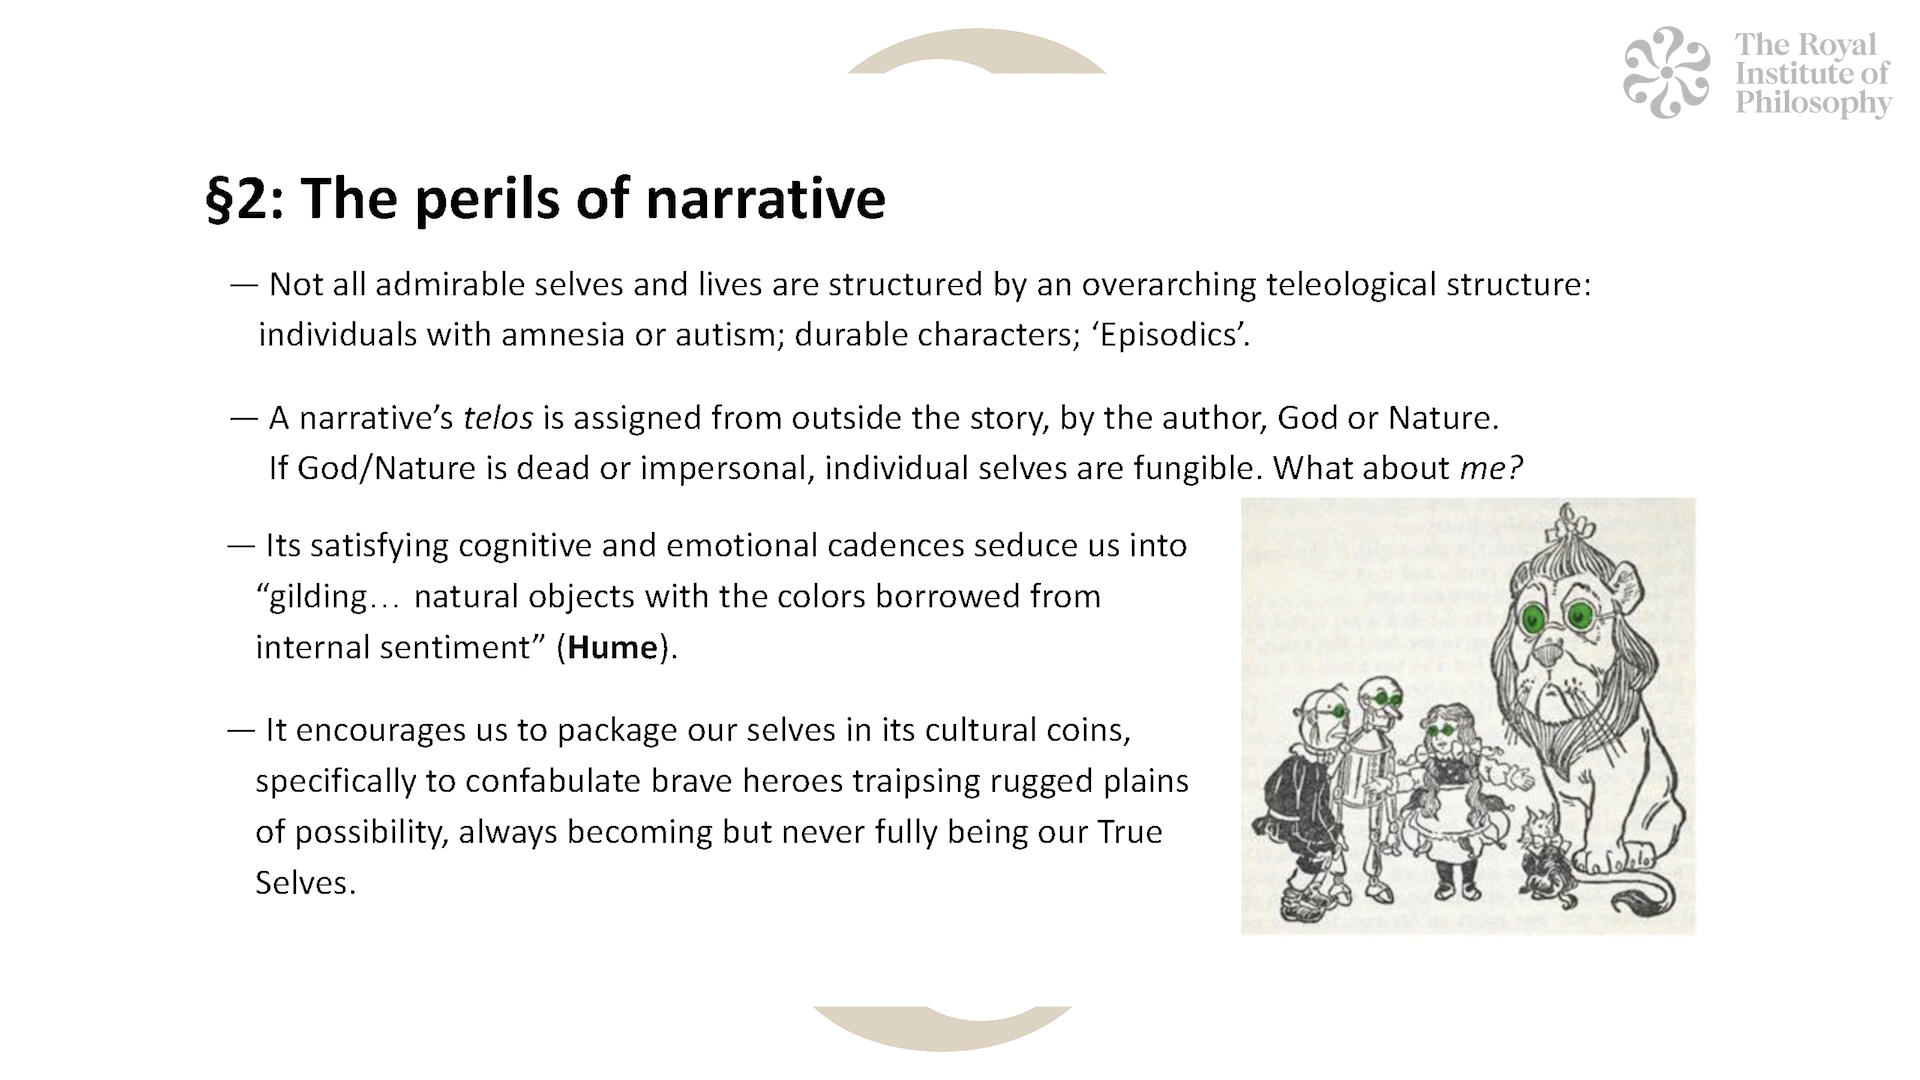 The Royal
Institute of
Philosophy
§2: The perils of narrative
— Not all admirable selves and lives are structured by an overarching teleological structure:
individuals with amnesia or autism; durable characters; ‘Episodics’.
— A narrative’s telos is assigned from outside the story, by the author, God or Nature.
If God/Nature is dead or impersonal, individual selves are fungible. What about me?
— Its satisfying cognitive and emotional cadences seduce us into
“gilding… natural objects with the colors borrowed from
internal sentiment” (Hume).
— It encourages us to package our selves in its cultural coins,
specifically to confabulate brave heroes traipsing rugged plains
of possibility, always becoming but never fully being our True
Selves.